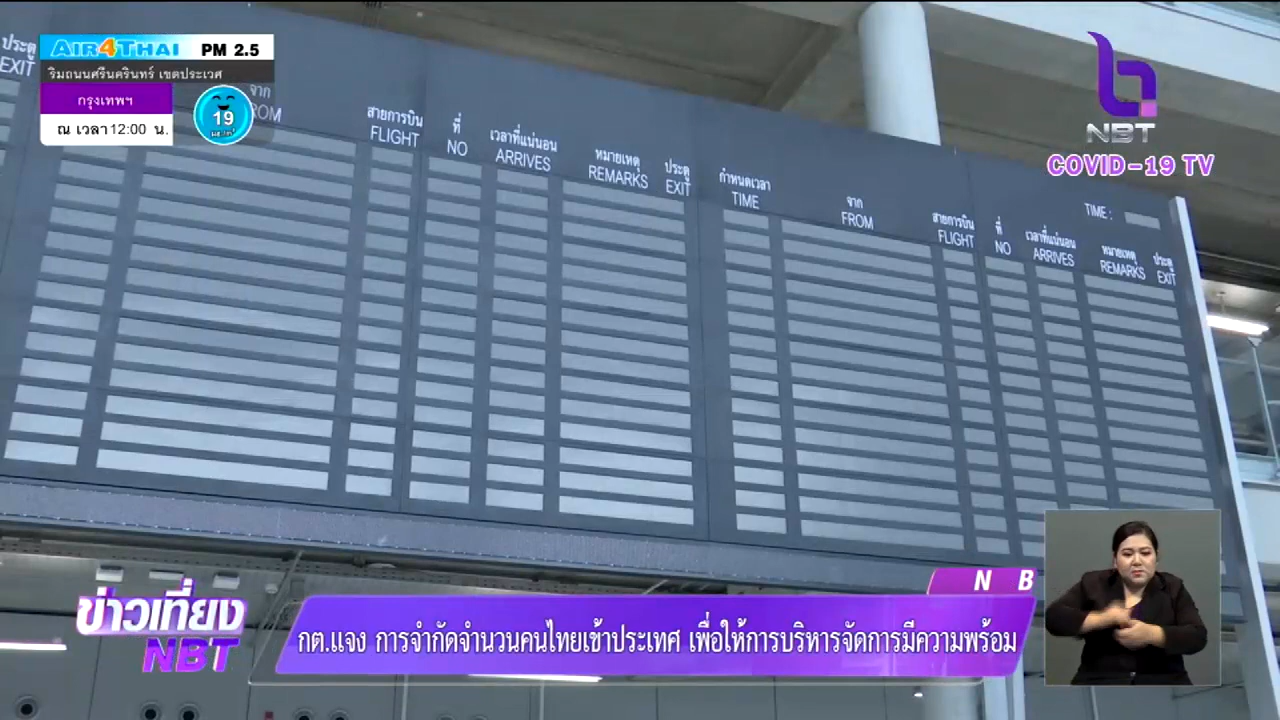 AIR4THAI PM 2.5
ริมถนนศรีนครินทร์ เขตประเวศ
กรุงเทพฯ
ณ เวลา 12:00 น.
19
NBT
COVID-19 TV
ประตู
EXIT
จาก
FROM
สายการบิน
FLIGHT
ที่
NO
เวลาที่แน่นอน
ARRIVES
หมายเหตุ
REMARKS
ประตู
EXIT
กำหนดเวลา
TIME
จาก
FROM
TIME :
สายการบิน
FLIGHT
ที่
NO
เวลาที่แน่นอน
ARRIVES
หมายเหตุ
REMARKS
ประตู
EXIT
N B
ข่าวเที่ยง
NBT
กต.แจง การจำกัดจำนวนคนไทยเข้าประเทศ เพื่อให้การบริหารจัดการมีความพร้อม